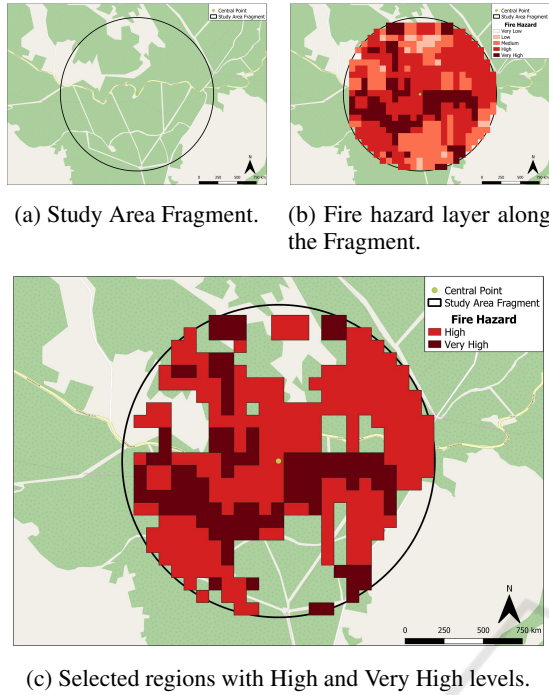 Central Point
Study Area Fragment
N
0 250 500 750 km
(a) Study Area Fragment.
Central Point
Study Area Fragment
Fire Hazard
Very Low
Low
Medium
High
Very High
N
0 250 500 750 km
(b) Fire hazard layer along
the Fragment.
Central Point
Study Area Fragment
Fire Hazard
High
Very High
N
0 250 500 750 km
(c) Selected regions with High and Very High levels.